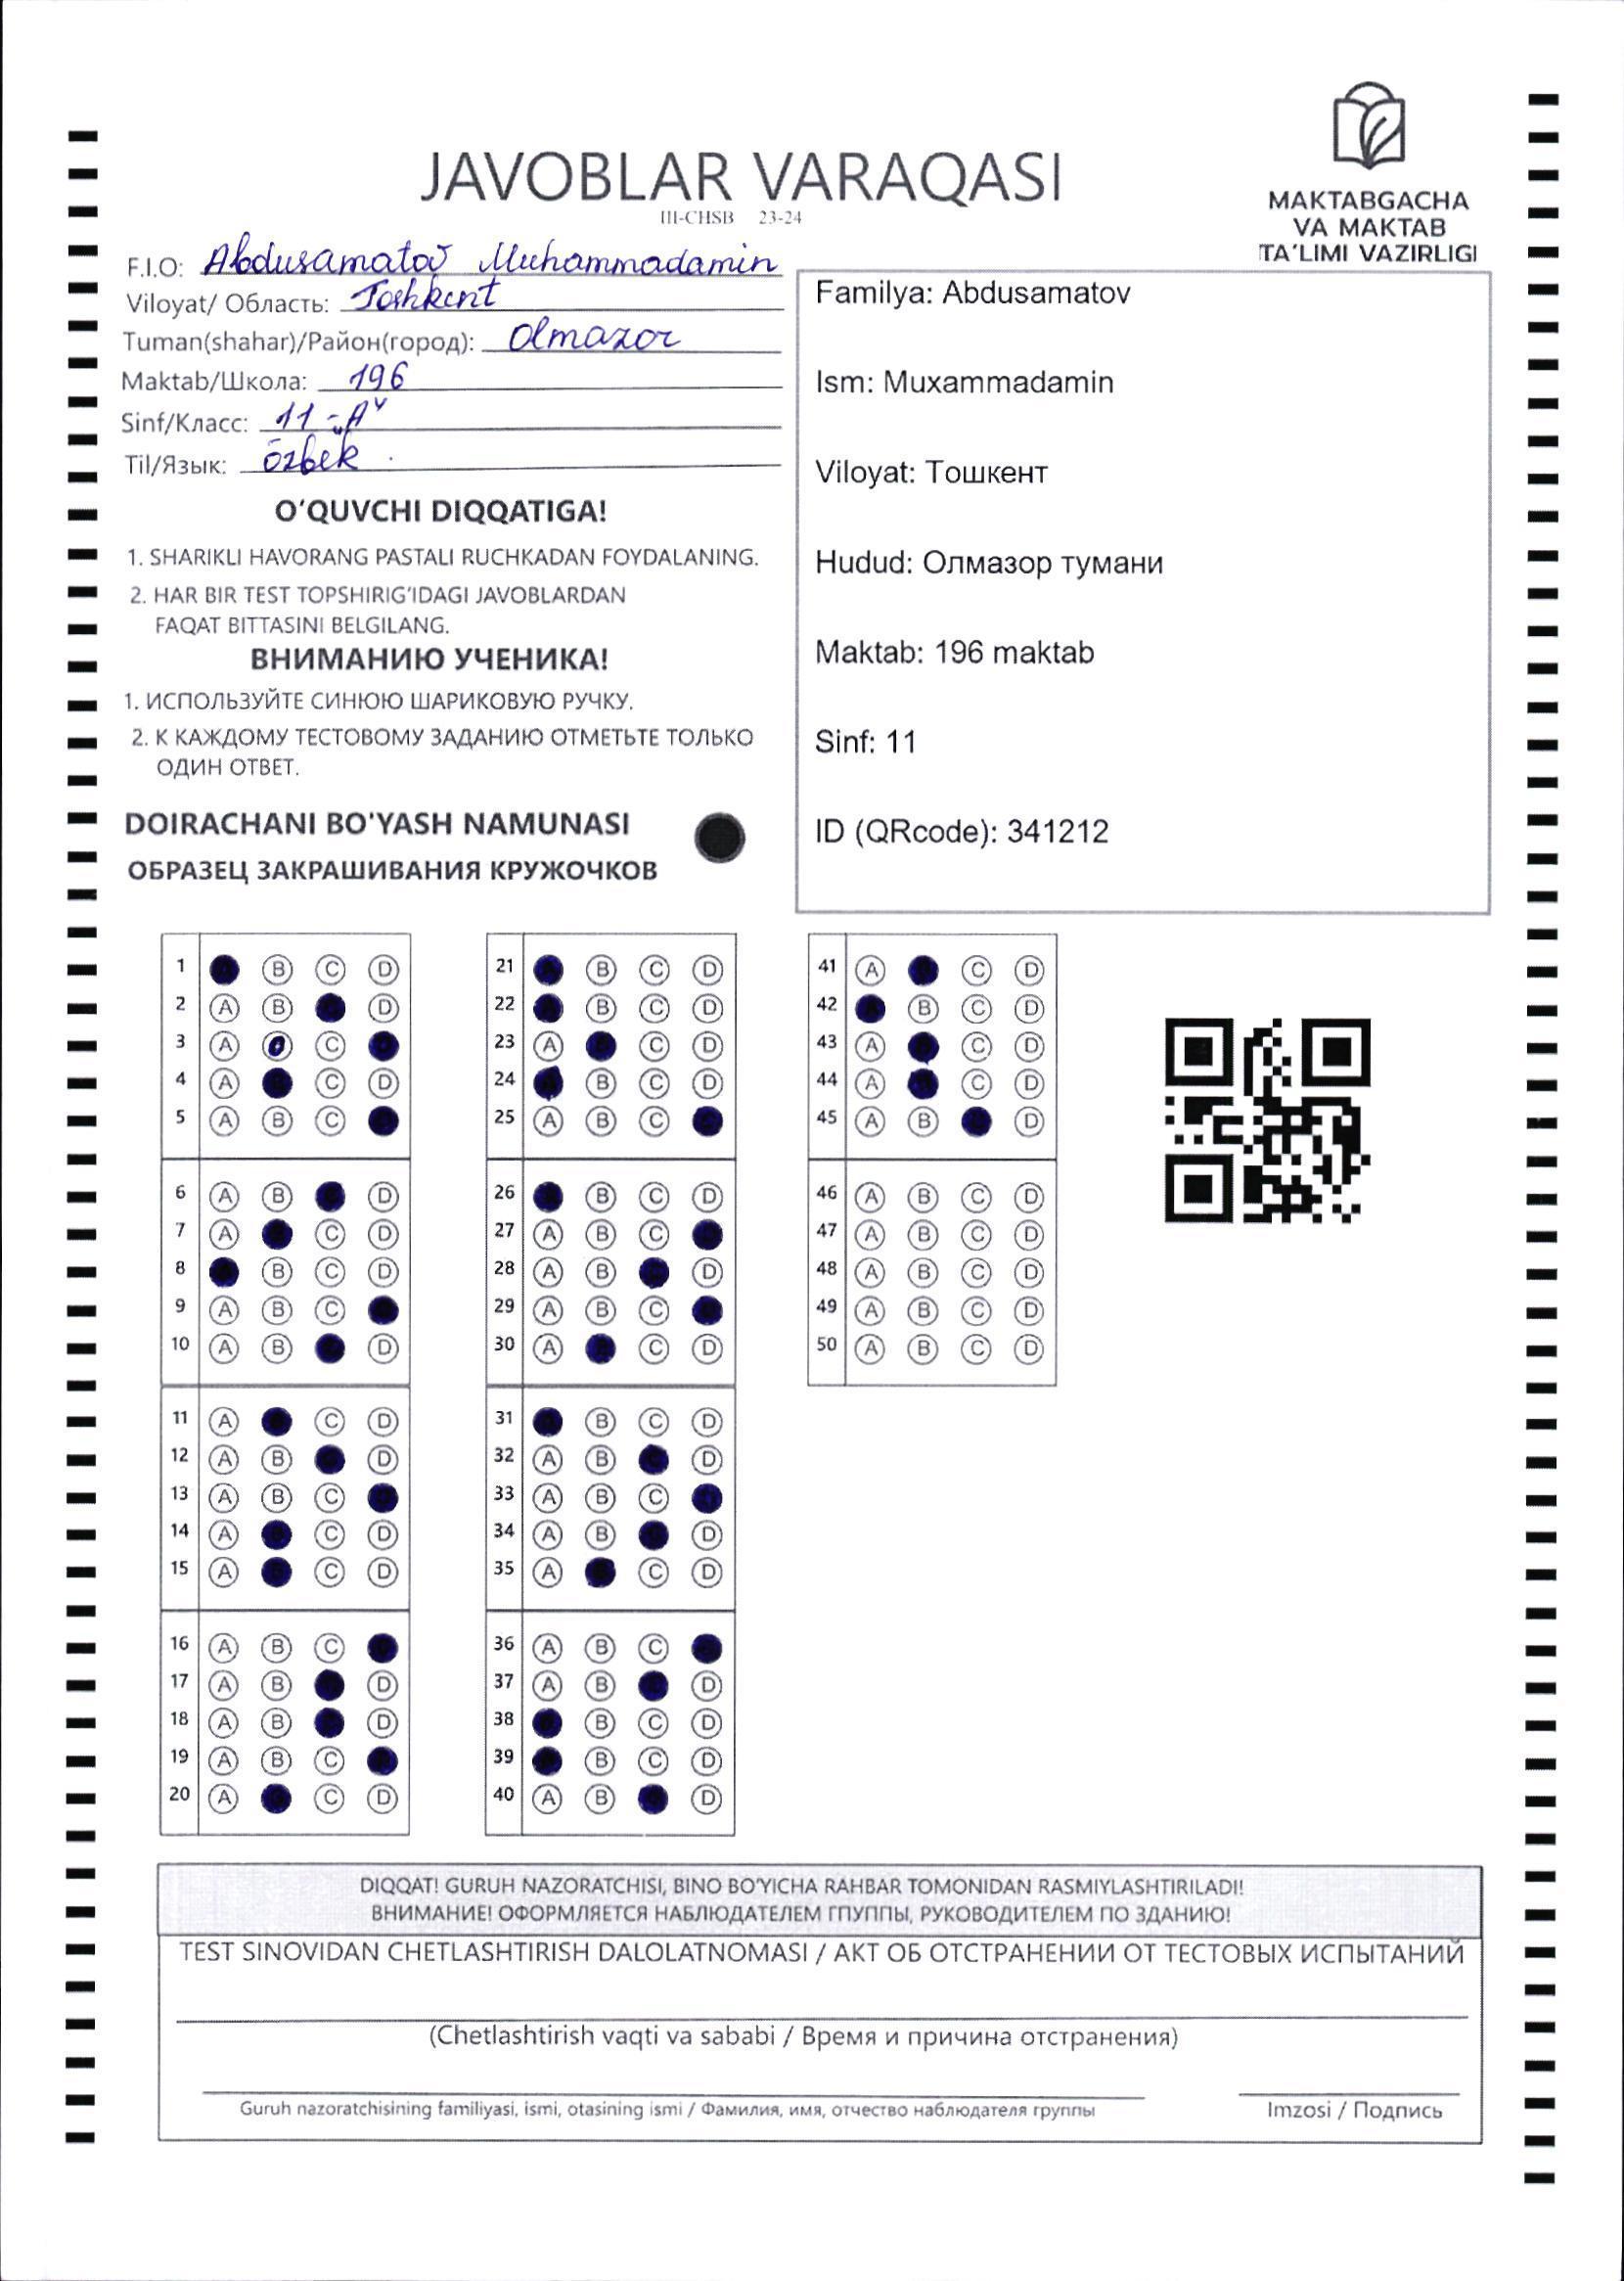 JAVOBLAR VARAQASI
III-CHSB 23-24
MAKTABGACHA
VA MAKTAB
TA'LIMI VAZIRLIGI
F.I.O: Abdusamatov Muhammadamin
Viloyat/ Область: Toshkent
Tuman(shahar)/Район(город): Olmazor
Maktab/Школа: 196
Sinf/Класс: 11-„A"
Til/Язык: ōzbek
O'QUVCHI DIQQATIGA!
1. SHARIKLI HAVORANG PASTALI RUCHKADAN FOYDALANING.
2. HAR BIR TEST TOPSHIRIG'IDAGI JAVOBLARDAN
FAQAT BITTASINI BELGILANG.
ВНИМАНИЮ УЧЕНИКА!
1. ИСПОЛЬЗУЙТЕ СИНЮЮ ШАРИКОВУЮ РУЧКУ.
2. К КАЖДОМУ ТЕСТОВОМУ ЗАДАНИЮ ОТМЕТЬТЕ ТОЛЬКО
ОДИН ОТВЕТ.
DOIRACHANI BO'YASH NAMUNASI
ОБРАЗЕЦ ЗАКРАШИВАНИЯ КРУЖОЧКОВ
Familya: Abdusamatov
Ism: Muxammadamin
Viloyat: Тошкент
Hudud: Олмазор тумани
Maktab: 196 maktab
Sinf: 11
ID (QRcode): 341212
1 B C D
2 A B D
3 A C
4 A C D
5 A B C
6 A B D
7 A C D
8 B C D
9 A B C
10 A B D
11 A C D
12 A B D
13 A B C
14 A C D
15 A C D
16 A B C
17 A B D
18 A B D
19 A B C
20 A C D
21 B C D
22 B C D
23 A C D
24 B C D
25 A B C
26 B C D
27 A B C
28 A B D
29 A B C
30 A C D
31 B C D
32 A B D
33 A B C
34 A B D
35 A C D
36 A B C
37 A B D
38 B C D
39 B C D
40 A B D
41 A C D
42 B C D
43 A C D
44 A C D
45 A B D
46 A B C D
47 A B C D
48 A B C D
49 A B C D
50 A B C D
DIQQAT! GURUH NAZORATCHISI, BINO BO'YICHA RAHBAR TOMONIDAN RASMIYLASHTIRILADI!
ВНИМАНИЕ! ОФОРМЛЯЕТСЯ НАБЛЮДАТЕЛЕМ ГПУППЫ, РУКОВОДИТЕЛЕМ ПО ЗДАНИЮ!
TEST SINOVIDAN CHETLASHTIRISH DALOLATNOMASI / АКТ ОБ ОТСТРАНЕНИИ ОТ ТЕСТОВЫХ ИСПЫТАНИЙ
(Chetlashtirish vaqti va sababi / Время и причина отстранения)
Guruh nazoratchisining familiyasi, ismi, otasining ismi / Фамилия, имя, отчество наблюдателя группы
Imzosi / Подпись